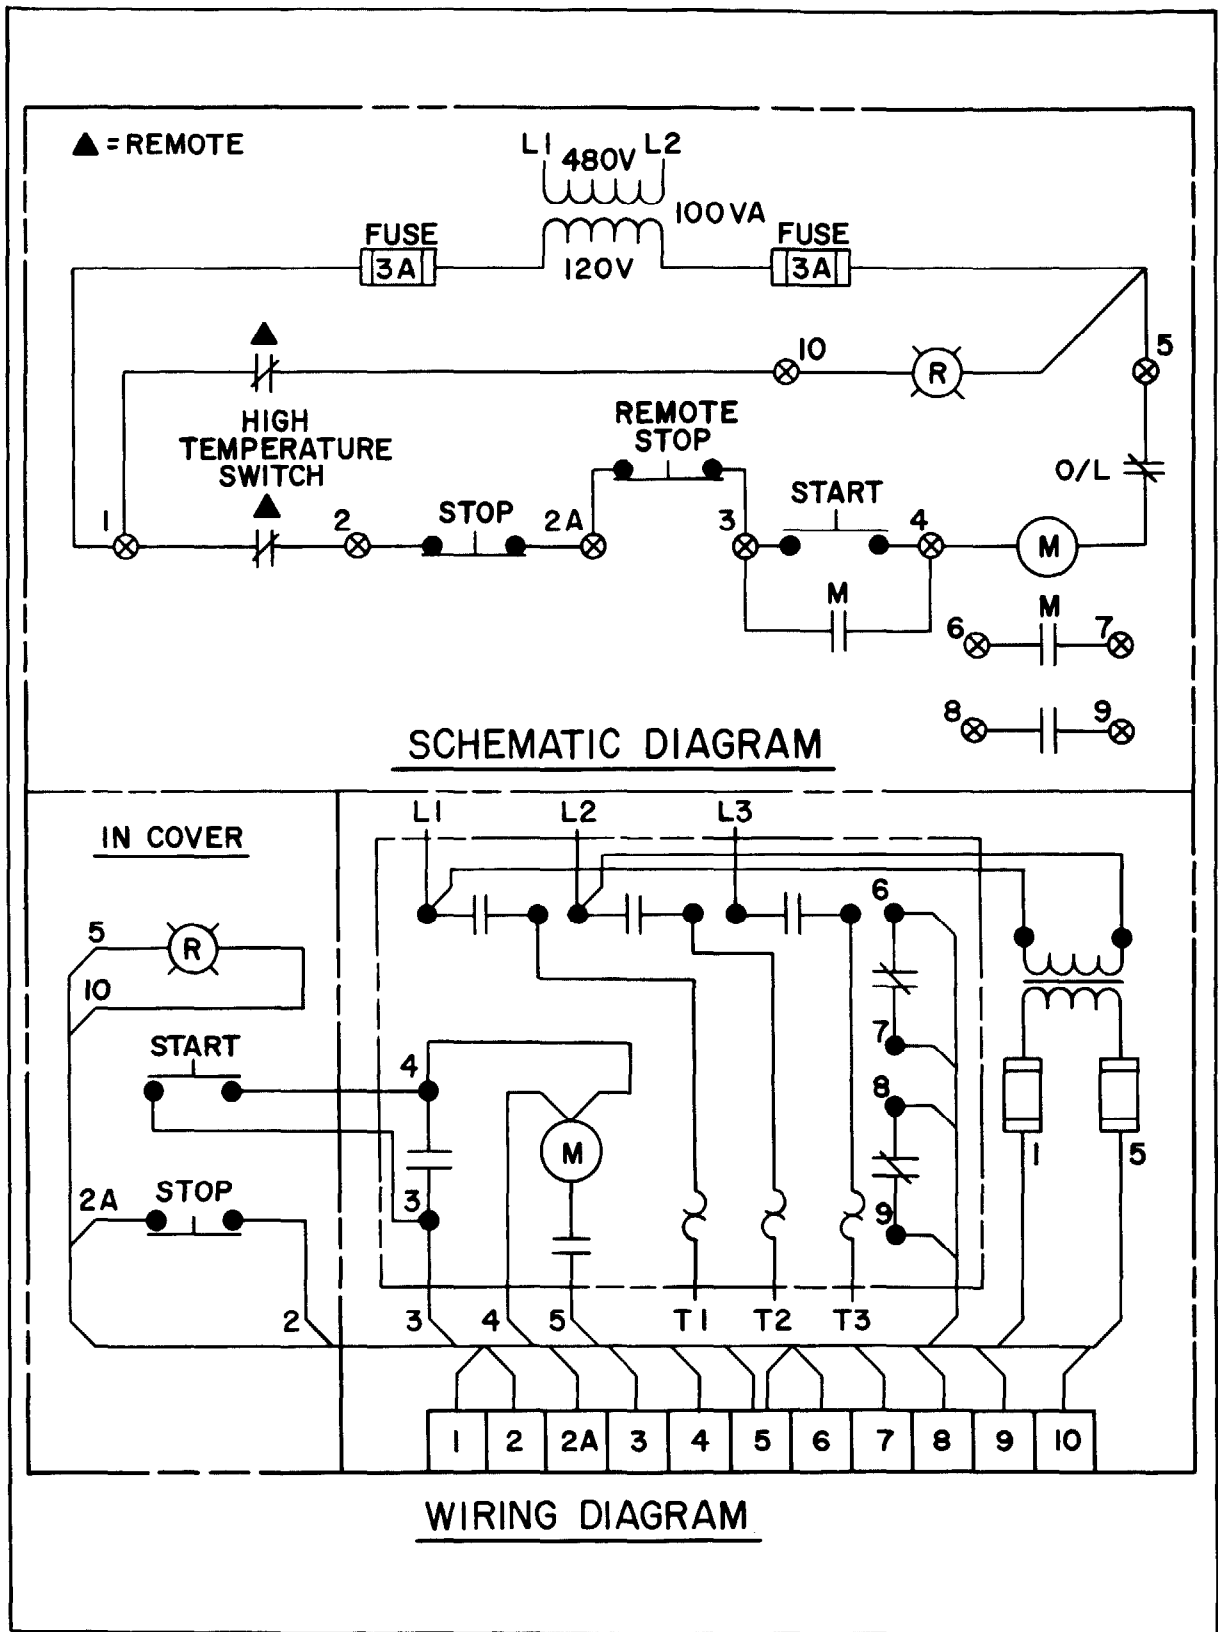 ▲ = REMOTE
L1 480V L2
100VA
FUSE
3A
120V
FUSE
3A
10
R
5
HIGH
TEMPERATURE
SWITCH
REMOTE
STOP
O/L
1
2
STOP
2A
3
START
4
M
M
6
M
7
8
9
SCHEMATIC DIAGRAM
IN COVER
L1
L2
L3
5
R
10
START
4
6
7
8
M
3
9
1
5
2A
STOP
2
3
4
5
T1
T2
T3
1 2 2A 3 4 5 6 7 8 9 10
WIRING DIAGRAM